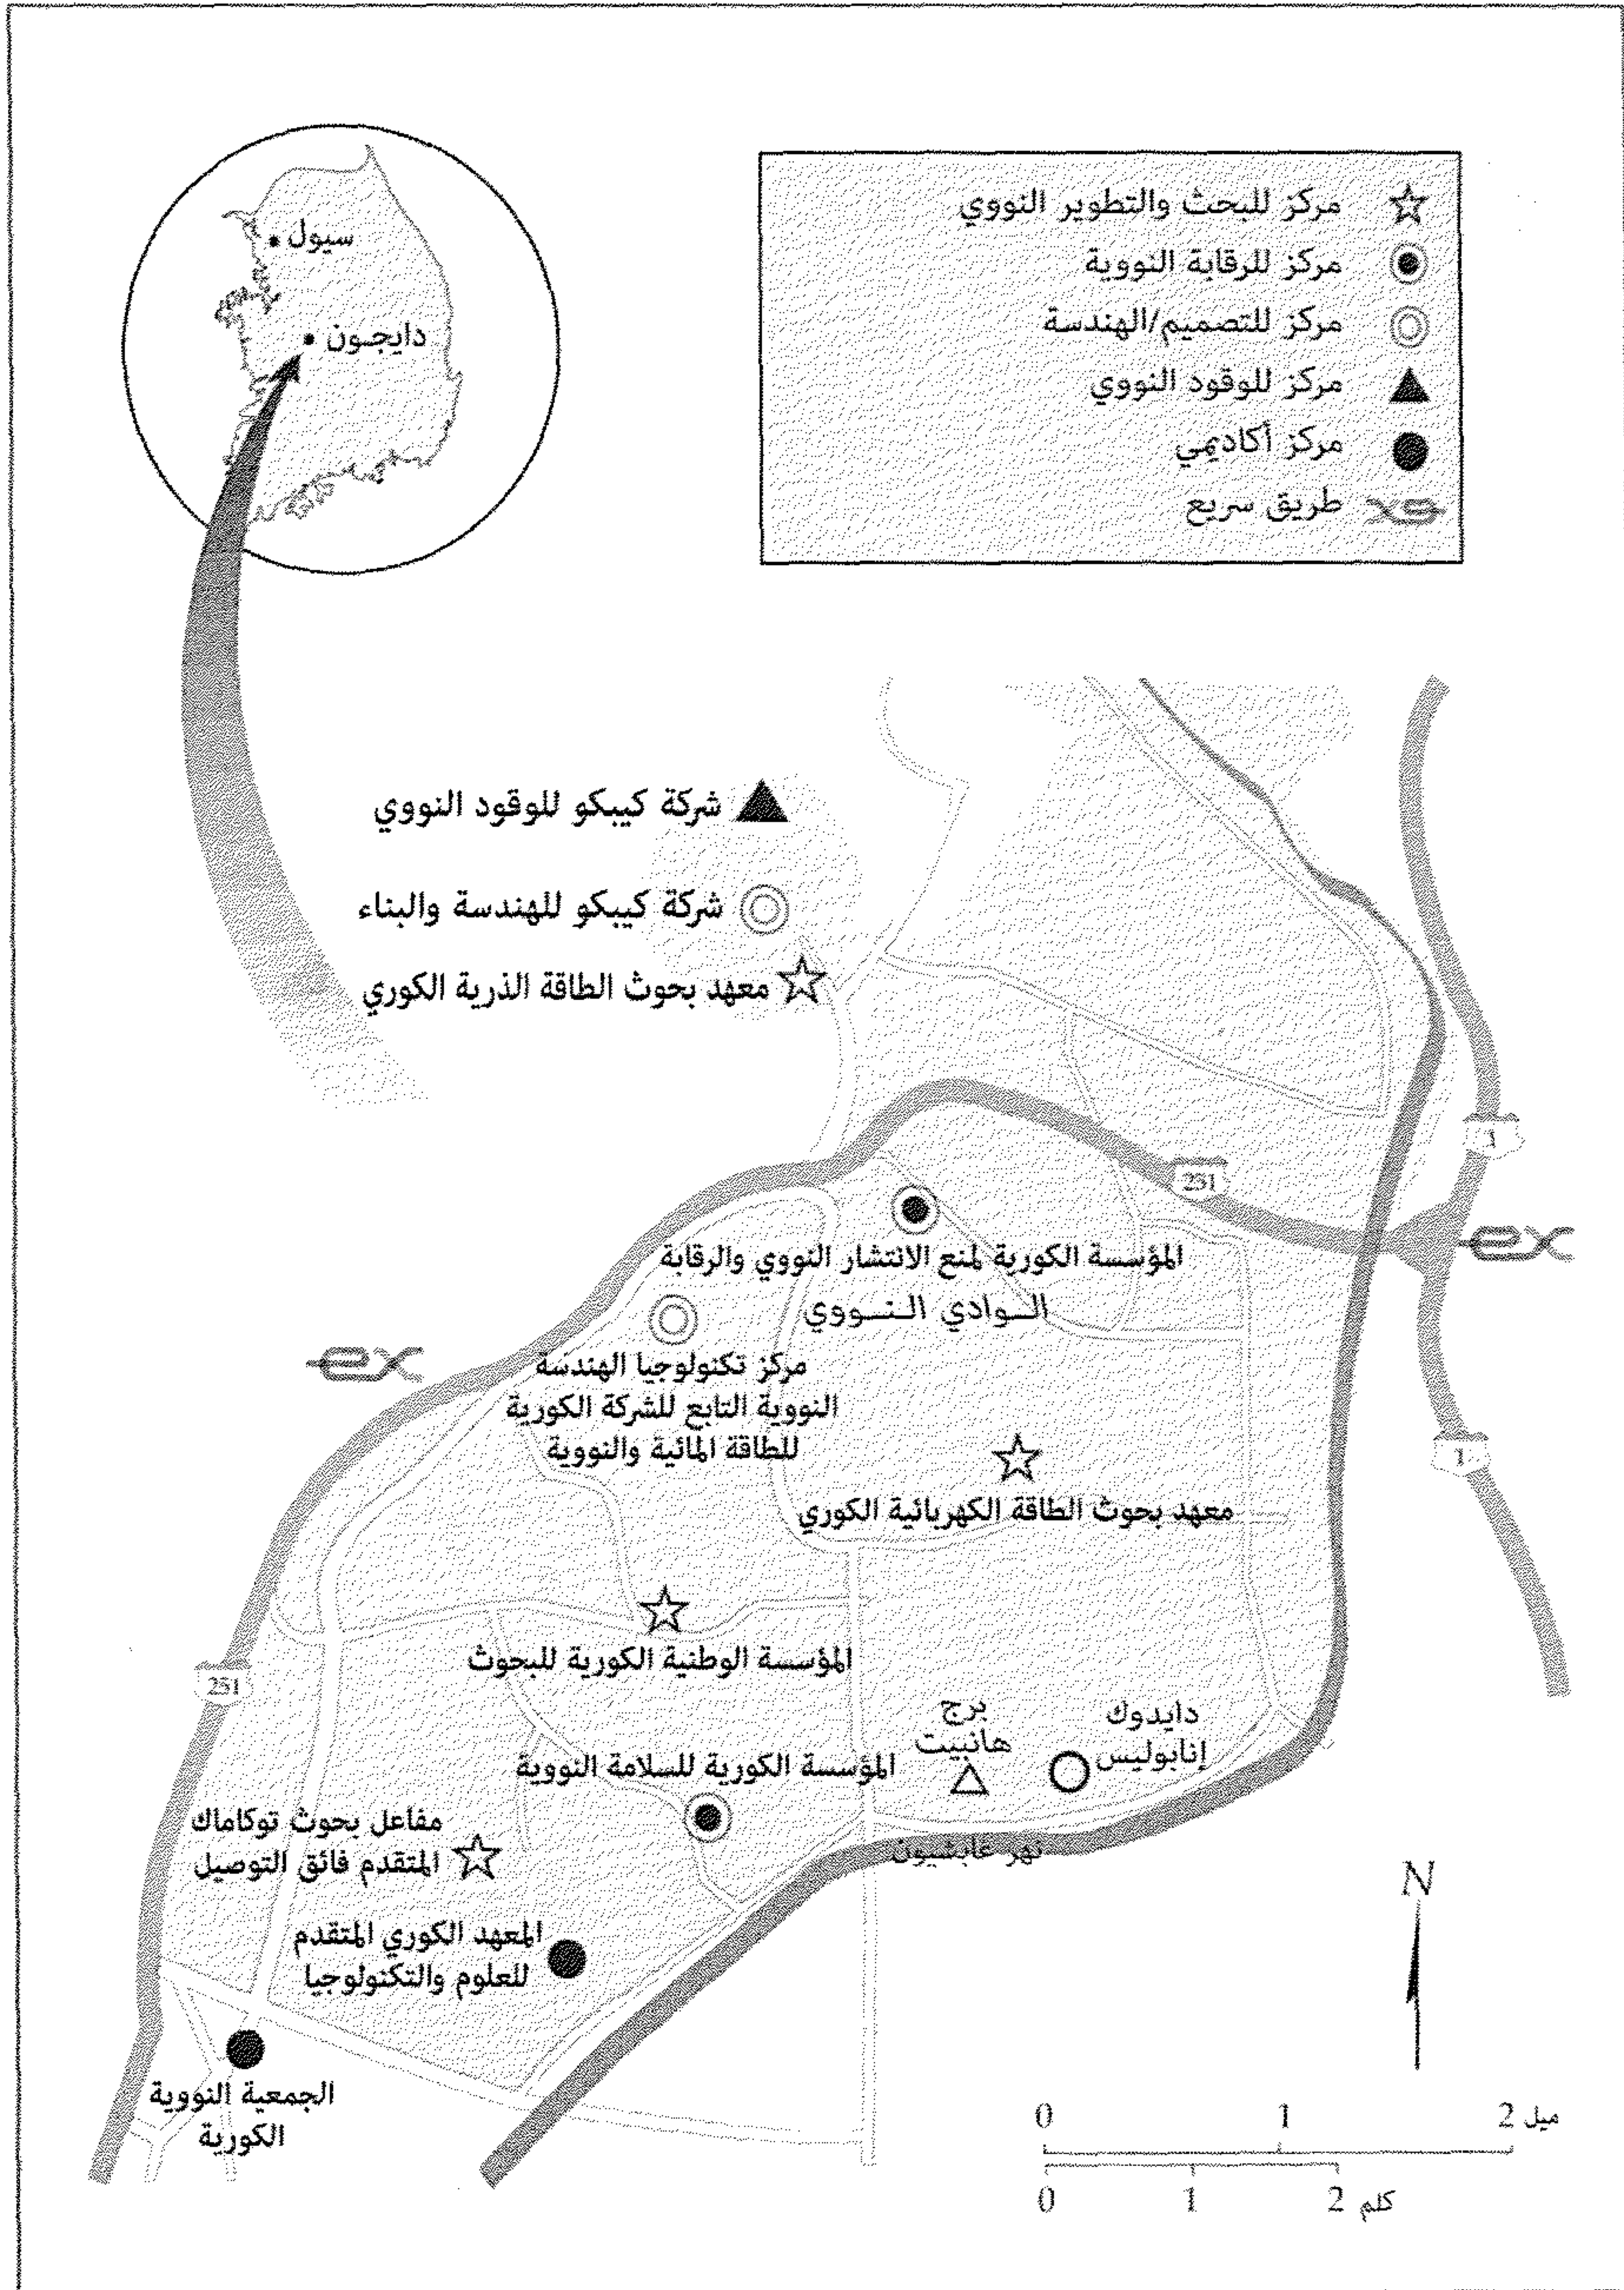 سيول
دايجون
مركز للبحث والتطوير النووي
مركز للرقابة النووية
مركز للتصميم/الهندسة
مركز للوقود النووي
مركز أكاديمي
طريق سريع
شركة كيبكو للوقود النووي
شركة كيبكو للهندسة والبناء
معهد بحوث الطاقة الذرية الكوري
1
251
ex
المؤسسة الكورية لمنع الانتشار النووي والرقابة
الوادي النووي
ex
مركز تكنولوجيا الهندسة
النووية التابع للشركة الكورية
للطاقة المائية والنووية
1
معهد بحوث الطاقة الكهربائية الكوري
المؤسسة الوطنية الكورية للبحوث
251
برج
هانبيت
دايدوك
إنابوليس
المؤسسة الكورية للسلامة النووية
مفاعل بحوث توكاماك
المتقدم فائق التوصيل
نهر غابشيون
N
المعهد الكوري المتقدم
للعلوم والتكنولوجيا
الجمعية النووية
الكورية
0 1 2 ميل
0 1 2 كلم